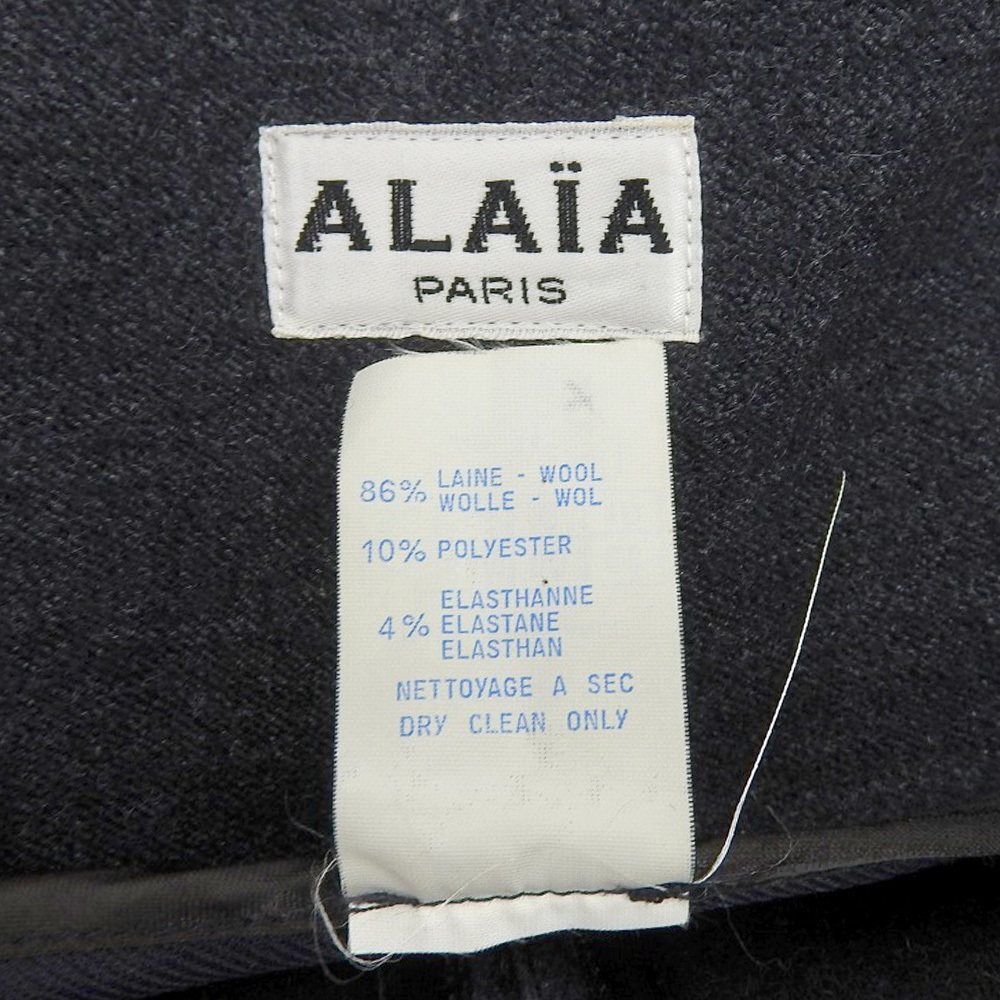 ALAÏA
PARIS
86% LAINE - WOOL
WOLLE - WOL
10% POLYESTER
ELASTHANNE
4% ELASTANE
ELASTHAN
NETTOYAGE A SEC
DRY CLEAN ONLY